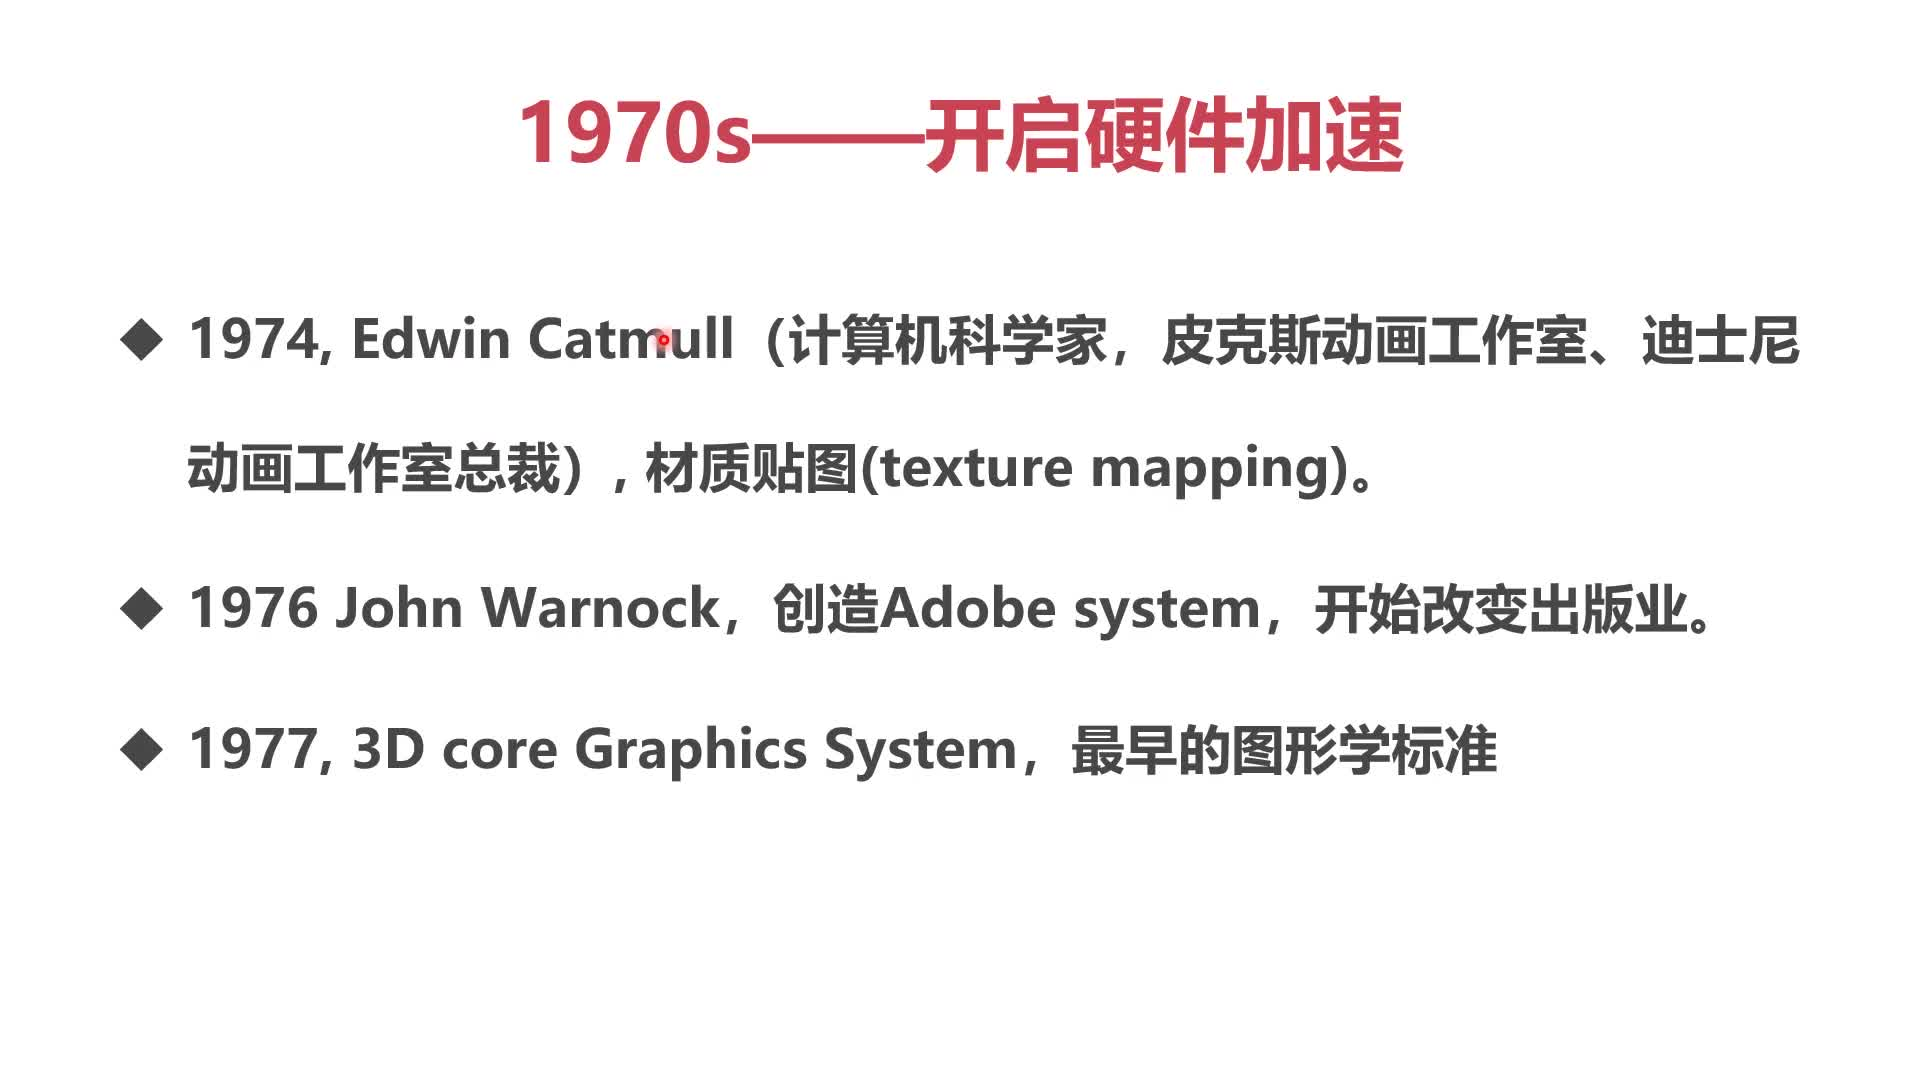 1970s——开启硬件加速
1974, Edwin Catmull（计算机科学家，皮克斯动画工作室、迪士尼
动画工作室总裁）, 材质贴图(texture mapping)。
1976 John Warnock，创造Adobe system，开始改变出版业。
1977, 3D core Graphics System，最早的图形学标准